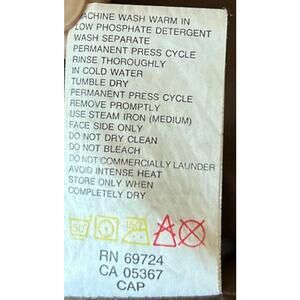 MACHINE WASH WARM IN
LOW PHOSPHATE DETERGENT
WASH SEPARATE
PERMANENT PRESS CYCLE
RINSE THOROUGHLY
IN COLD WATER
TUMBLE DRY
PERMANENT PRESS CYCLE
REMOVE PROMPTLY
USE STEAM IRON (MEDIUM)
FACE SIDE ONLY
DO NOT DRY CLEAN
DO NOT BLEACH
DO NOT COMMERCIALLY LAUNDER
AVOID INTENSE HEAT
STORE ONLY WHEN
COMPLETELY DRY
50° 150
RN 69724
CA 05367
CAP